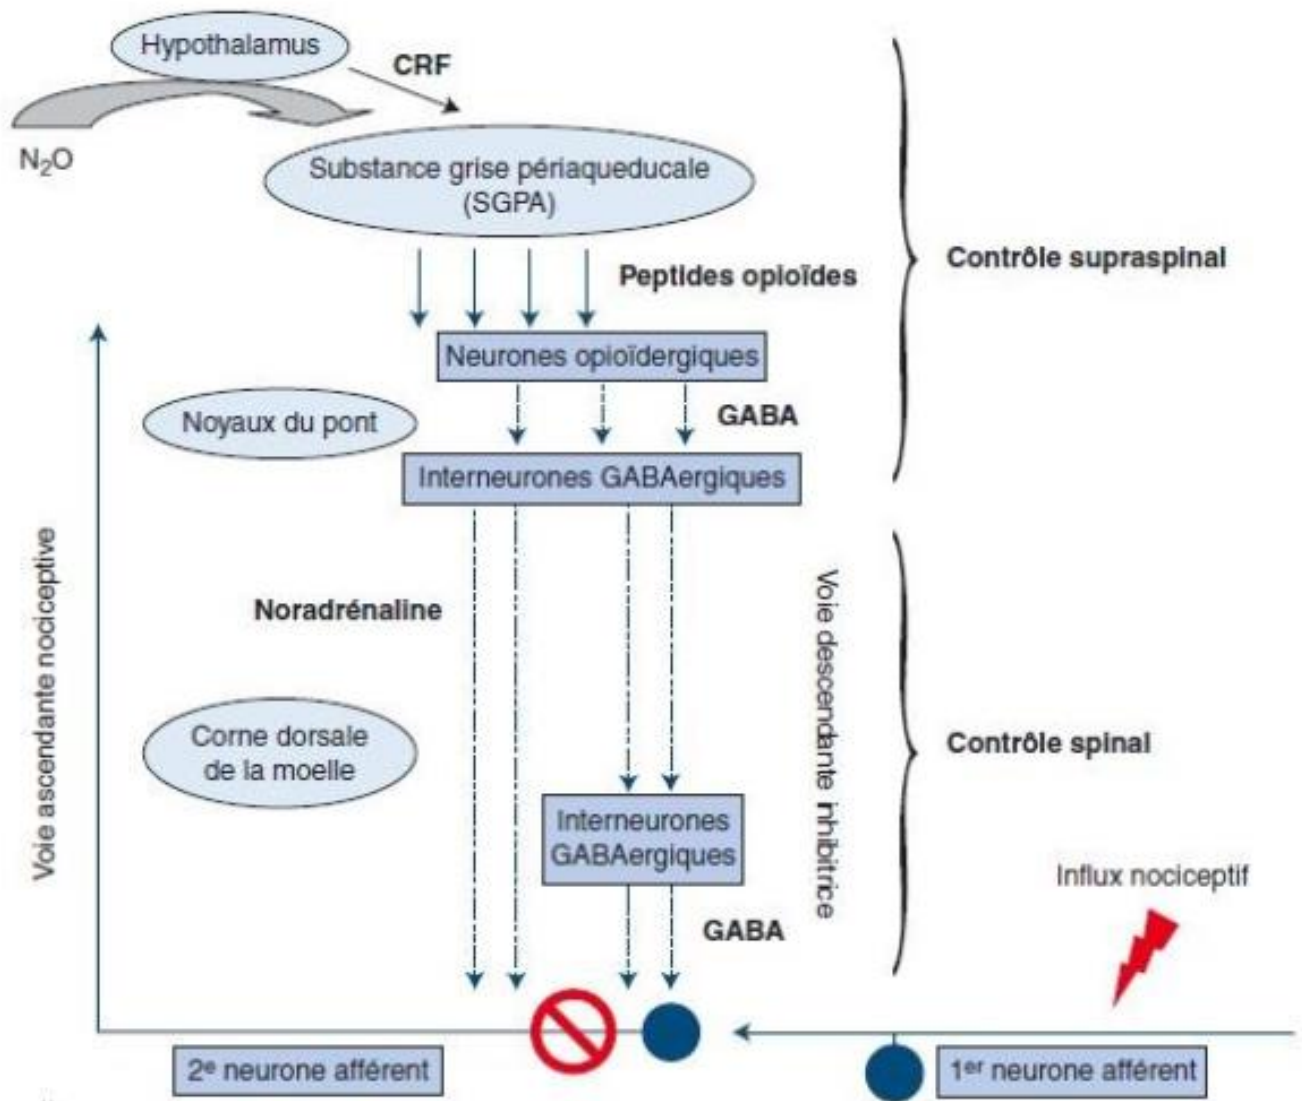 Hypothalamus
CRF
N₂O
Substance grise périaqueducale
(SGPA)
Contrôle supraspinal
Peptides opioïdes
Neurones opioïdergiques
Noyaux du pont
GABA
Interneurones GABAergiques
Voie ascendante nociceptive
Noradrénaline
Voie descendante inhibitrice
Corne dorsale
de la moelle
Contrôle spinal
Interneurones
GABAergiques
Influx nociceptif
GABA
2e neurone afférent
1er neurone afférent